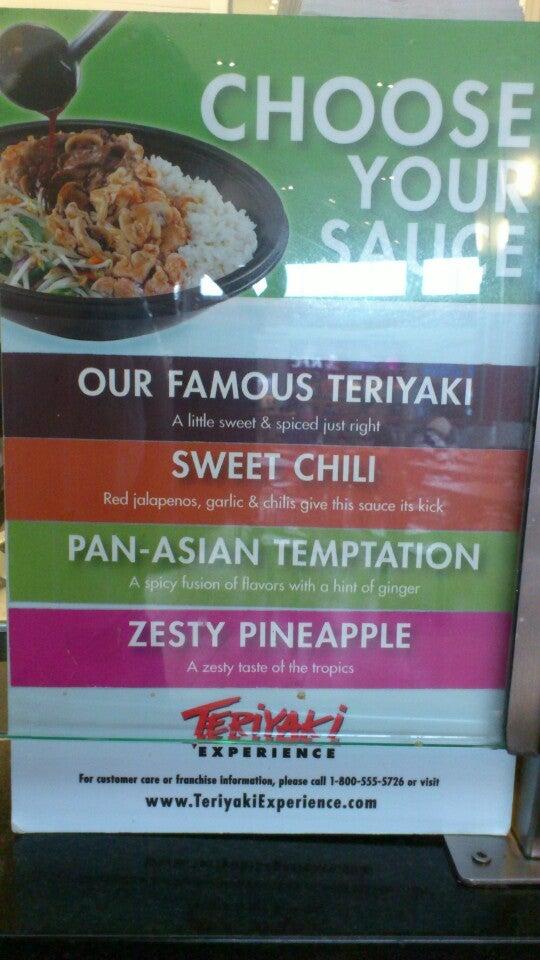 CHOOSE
YOUR
SAUCE
OUR FAMOUS TERIYAKI
A little sweet & spiced just right
SWEET CHILI
Red jalapenos, garlic & chilis give this sauce its kick
PAN-ASIAN TEMPTATION
A spicy fusion of flavors with a hint of ginger
ZESTY PINEAPPLE
A zesty taste of the tropics
TERIYAKI
EXPERIENCE
For customer care or franchise information, please call 1-800-555-5726 or visit
www.TeriyakiExperience.com